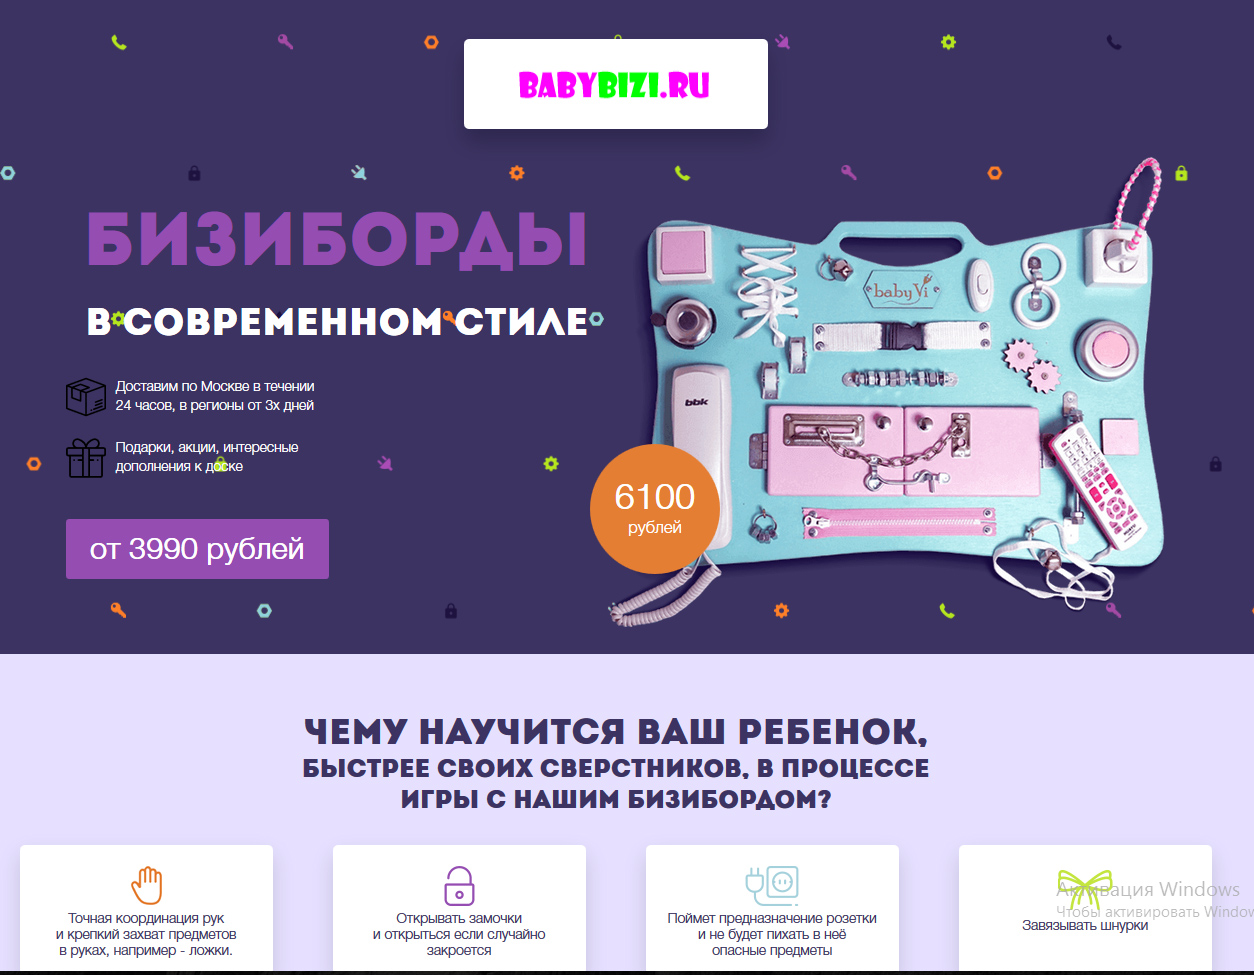 BABYBIZI.RU
БИЗИБОРДЫ
В СОВРЕМЕННОМ СТИЛЕ
Доставим по Москве в течении
24 часов, в регионы от 3х дней
Подарки, акции, интересные
дополнения к доске
от 3990 рублей
babyVi
bbk
6100
рублей
ЧЕМУ НАУЧИТСЯ ВАШ РЕБЕНОК,
БЫСТРЕЕ СВОИХ СВЕРСТНИКОВ, В ПРОЦЕССЕ
ИГРЫ С НАШИМ БИЗИБОРДОМ?
Точная координация рук
и крепкий захват предметов
в руках, например - ложки.
Открывать замочки
и открыться если случайно
закроется
Поймет предназначение розетки
и не будет пихать в неё
опасные предметы
Завязывать шнурки
Активация Windows
Чтобы активировать Window